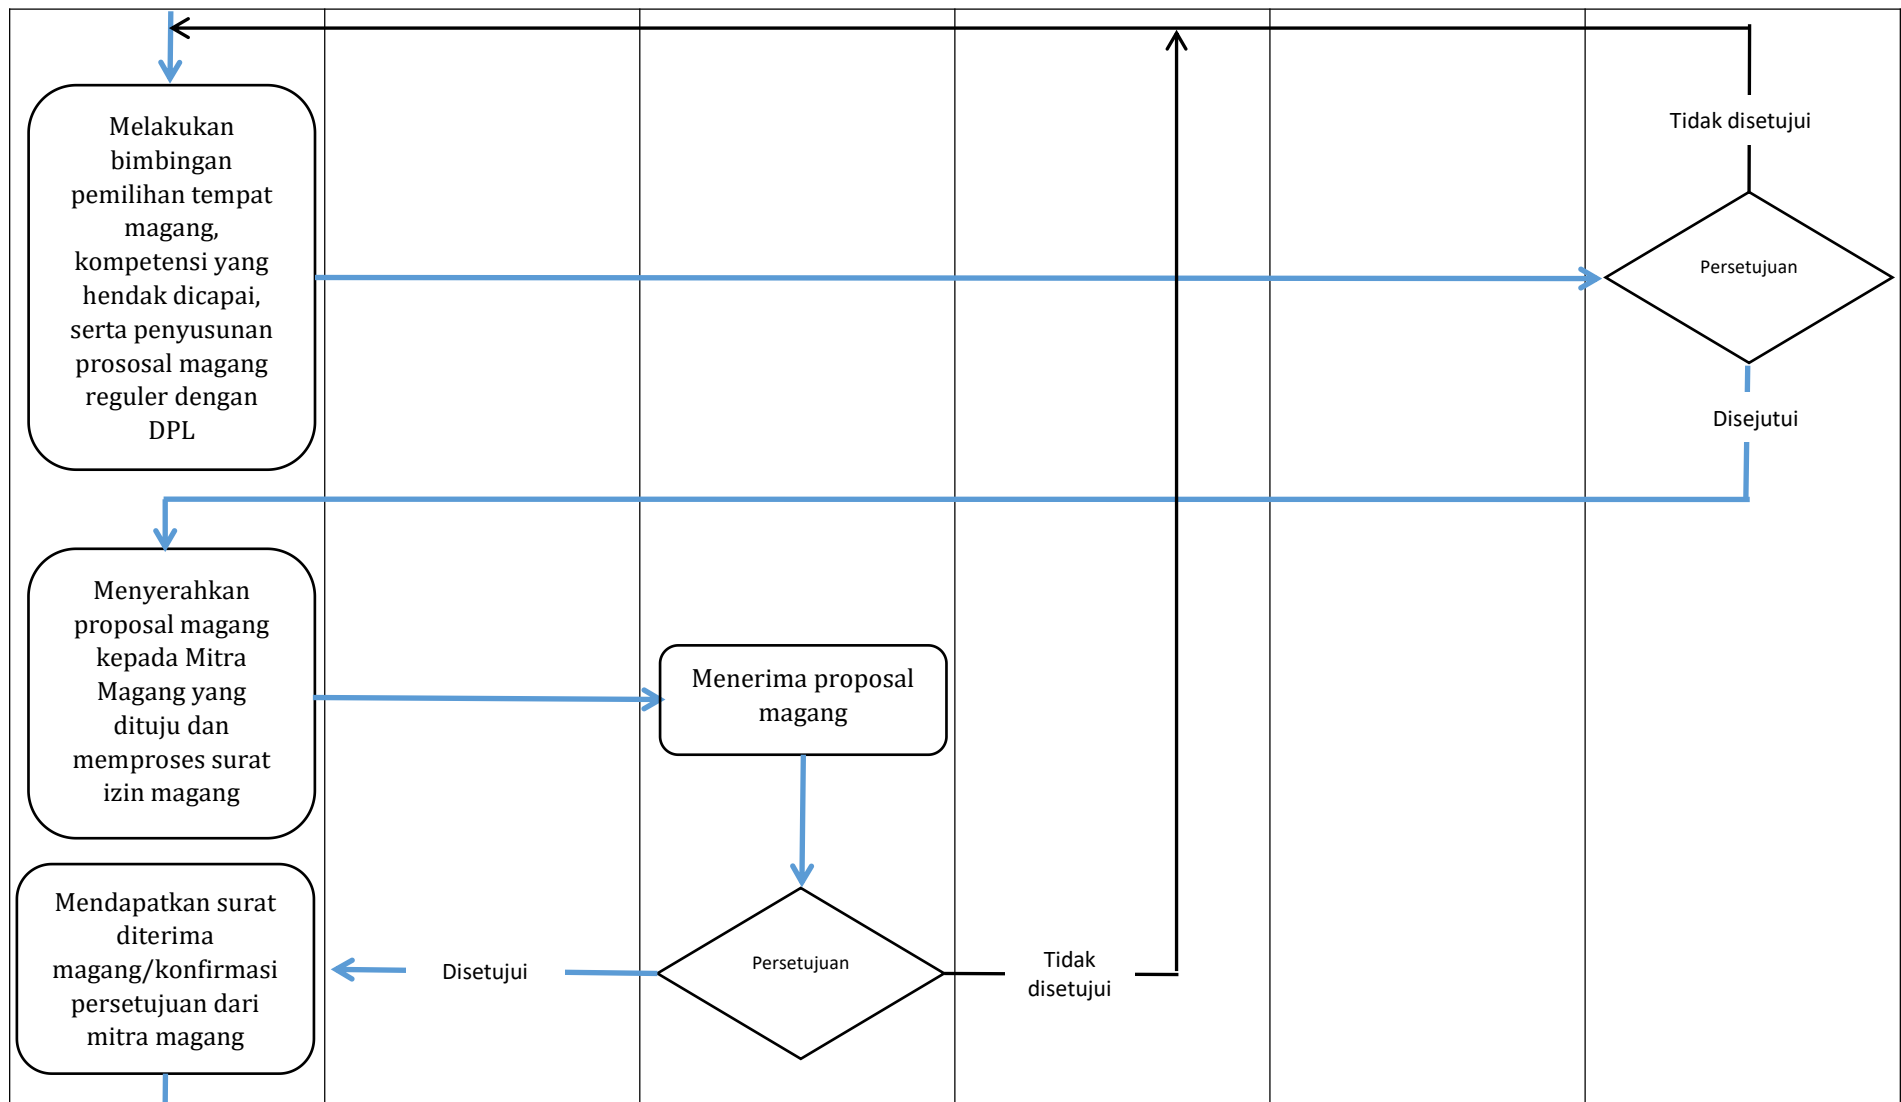 Melakukan
bimbingan
pemilihan tempat
magang,
kompetensi yang
hendak dicapai,
serta penyusunan
prososal magang
reguler dengan
DPL
Tidak disetujui
Persetujuan
Disejutui
Menyerahkan
proposal magang
kepada Mitra
Magang yang
dituju dan
memproses surat
izin magang
Menerima proposal
magang
Mendapatkan surat
diterima
magang/konfirmasi
persetujuan dari
mitra magang
Disetujui
Persetujuan
Tidak
disetujui